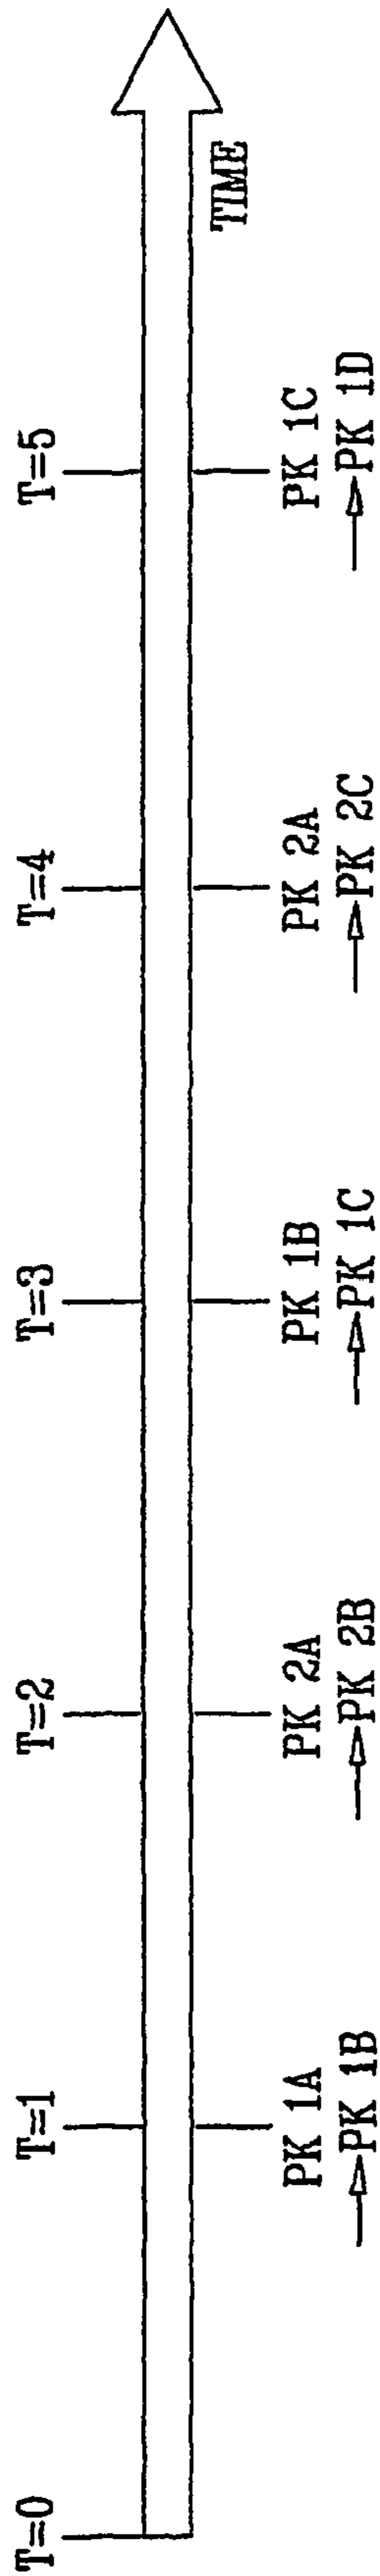 T=0 T=1 T=2 T=3 T=4 T=5
TIME
PK 1A PK 2A PK 1B PK 2A PK 1C
PK 1B PK 2B PK 1C PK 2C PK 1D